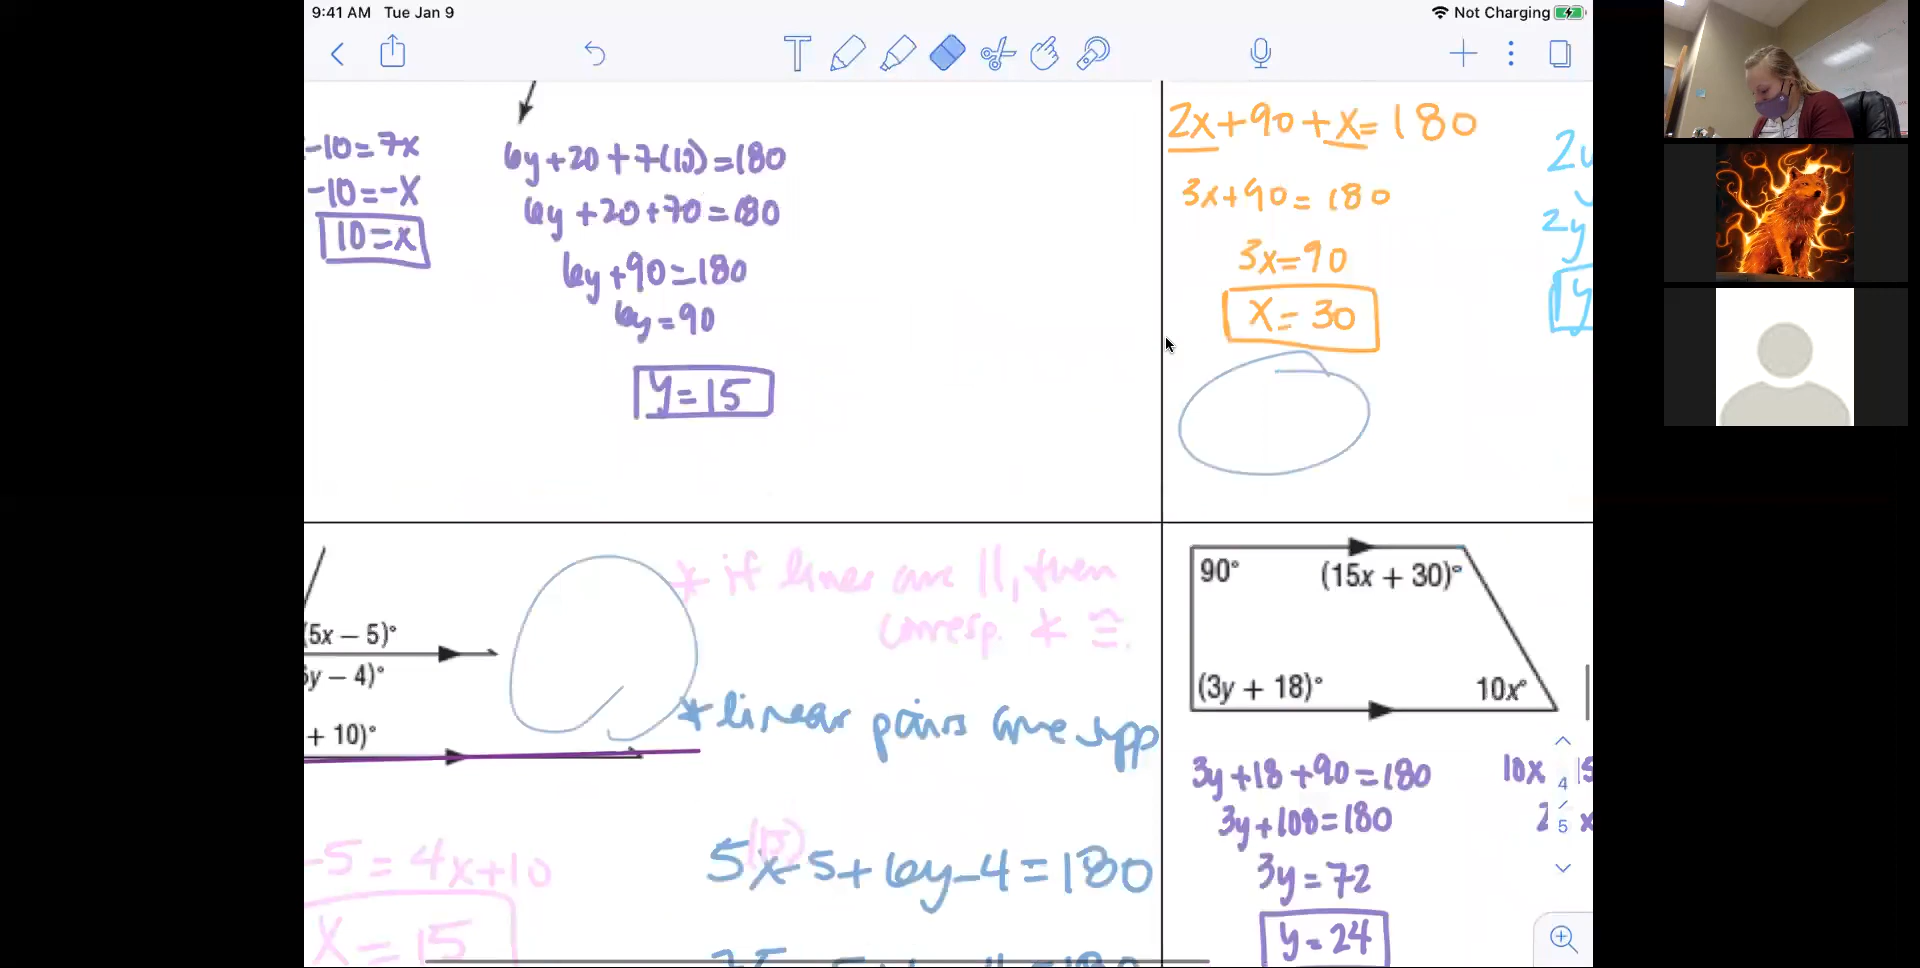 9:41 AM Tue Jan 9
Not Charging
-10=7x
-10=-x
10=x
6y+20+7(10)=180
6y+20+70=180
6y+90=180
6y=90
y=15
2x+90+x=180
3x+90=180
3x=90
x=30
2y
(5x – 5)°
y – 4)°
+ 10)°
* if lines are ||, then
corresp. ∡ ≅.
*linear pairs are supp
-5=4x+10
x=15
(15)
5x-5+6y-4=180
90°
(15x + 30)°
(3y + 18)°
10x°
3y+18+90=180
3y+108=180
3y=72
y=24
10x
4
/
5